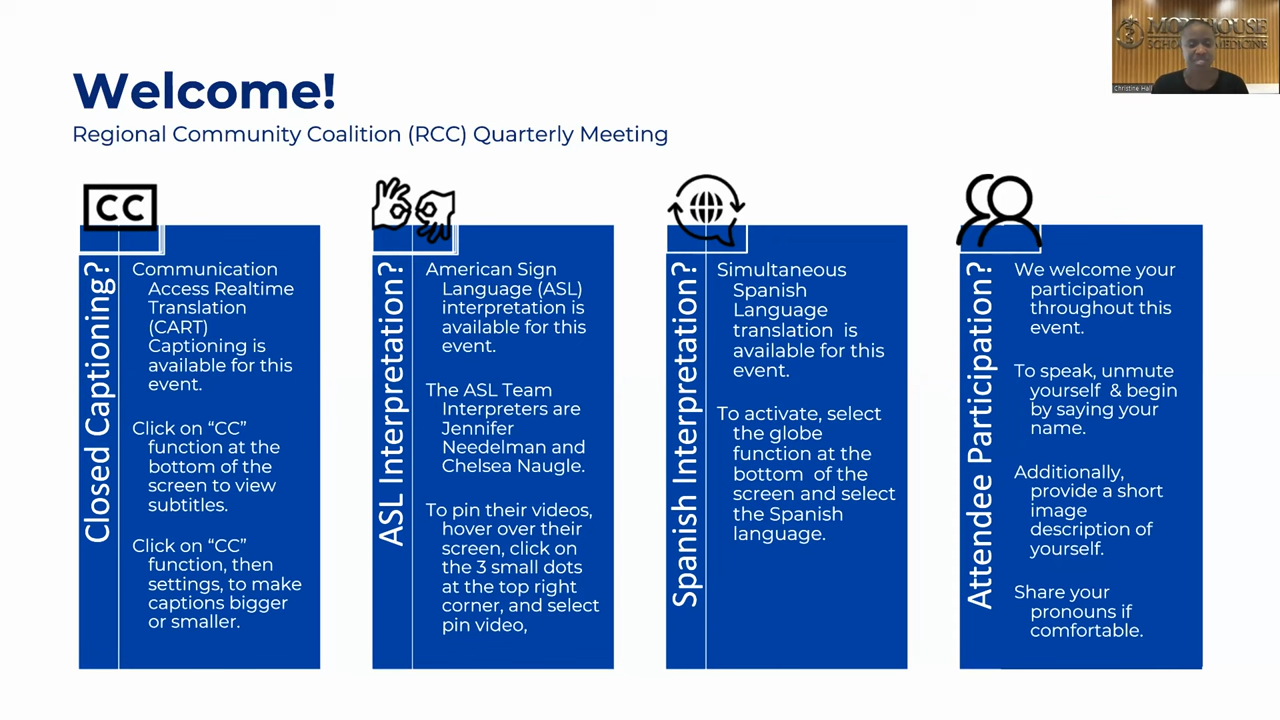 Welcome!
Regional Community Coalition (RCC) Quarterly Meeting
CC
Closed Captioning?
Communication
Access Realtime
Translation
(CART)
Captioning is
available for this
event.
Click on “CC”
function at the
bottom of the
screen to view
subtitles.
Click on “CC”
function, then
settings, to make
captions bigger
or smaller.
ASL Interpretation?
American Sign
Language (ASL)
interpretation is
available for this
event.
The ASL Team
Interpreters are
Jennifer
Needelman and
Chelsea Naugle.
To pin their videos,
hover over their
screen, click on
the 3 small dots
at the top right
corner, and select
pin video,
Spanish Interpretation?
Simultaneous
Spanish
Language
translation is
available for this
event.
To activate, select
the globe
function at the
bottom of the
screen and select
the Spanish
language.
Attendee Participation?
We welcome your
participation
throughout this
event.
To speak, unmute
yourself & begin
by saying your
name.
Additionally,
provide a short
image
description of
yourself.
Share your
pronouns if
comfortable.
MOREHOUSE
SCHOOL OF MEDICINE
Christine Hal